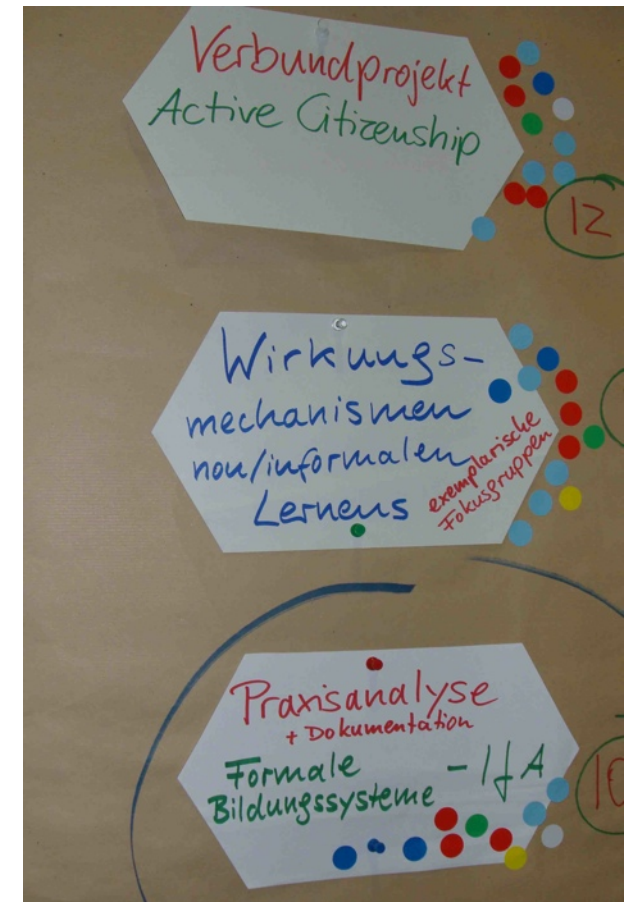 Verbundprojekt
Active Citizenship
12
Wirkungs-
mechanismen
non/informalen
Lernens
exemplarische
Fokusgruppen
Praxisanalyse
+ Dokumentation
Formale
Bildungssysteme - IfA
10